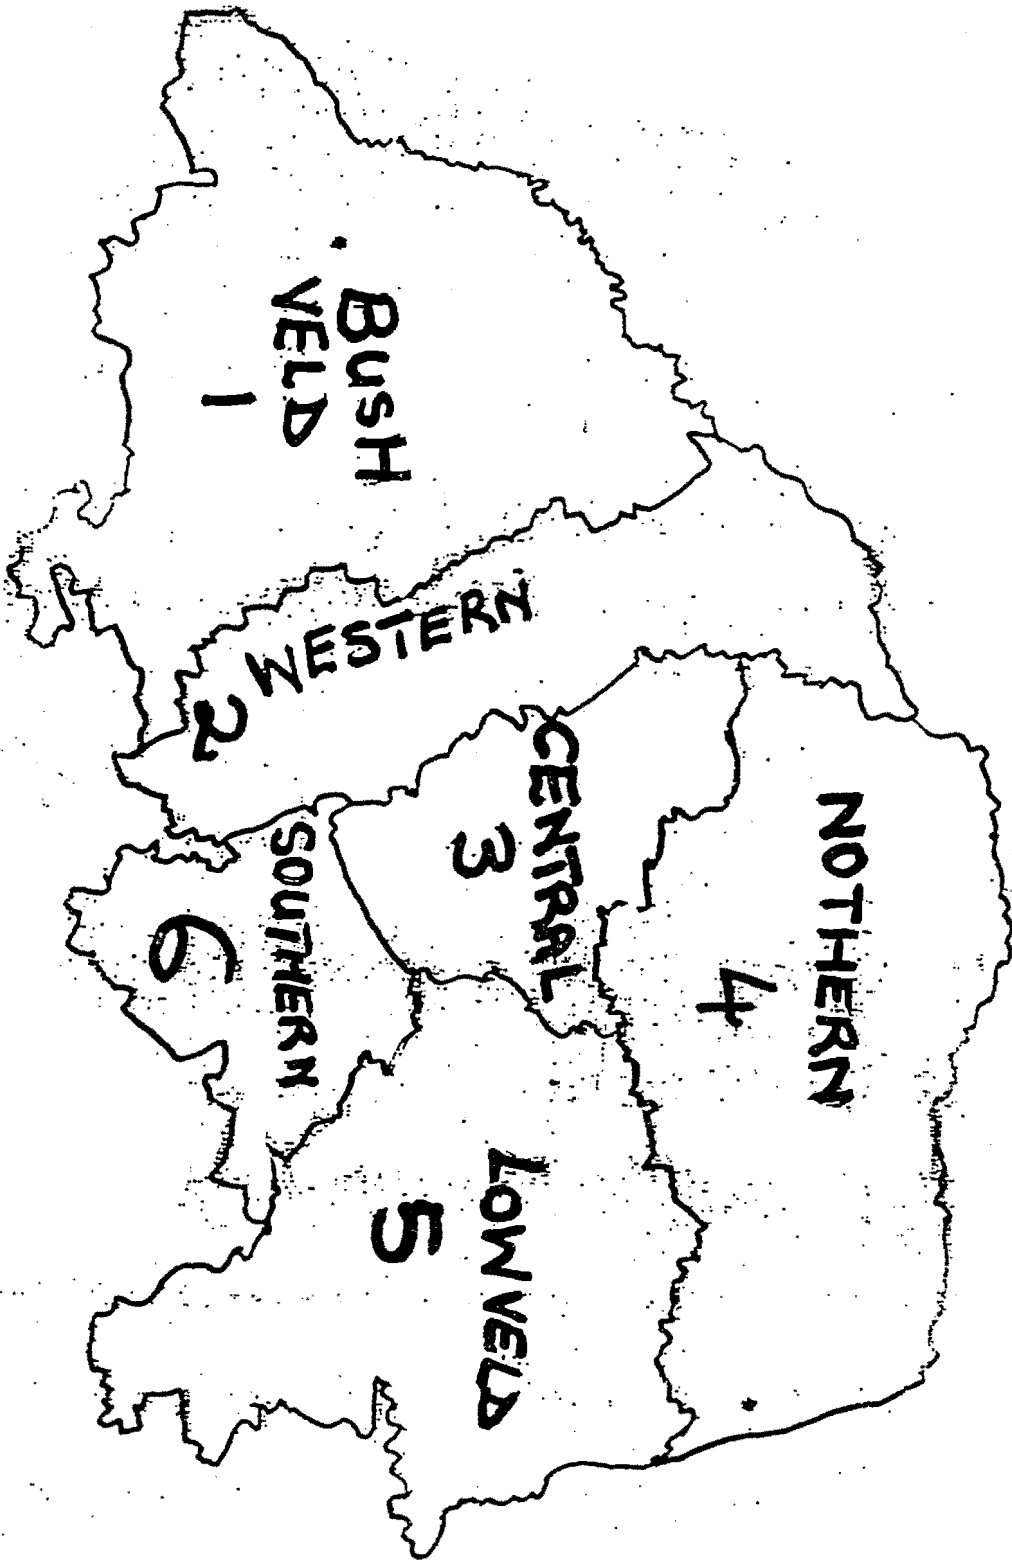 BUSH
VELD
1
WESTERN
2
CENTRAL
3
NOTHERN
4
LOWVELD
5
SOUTHERN
6